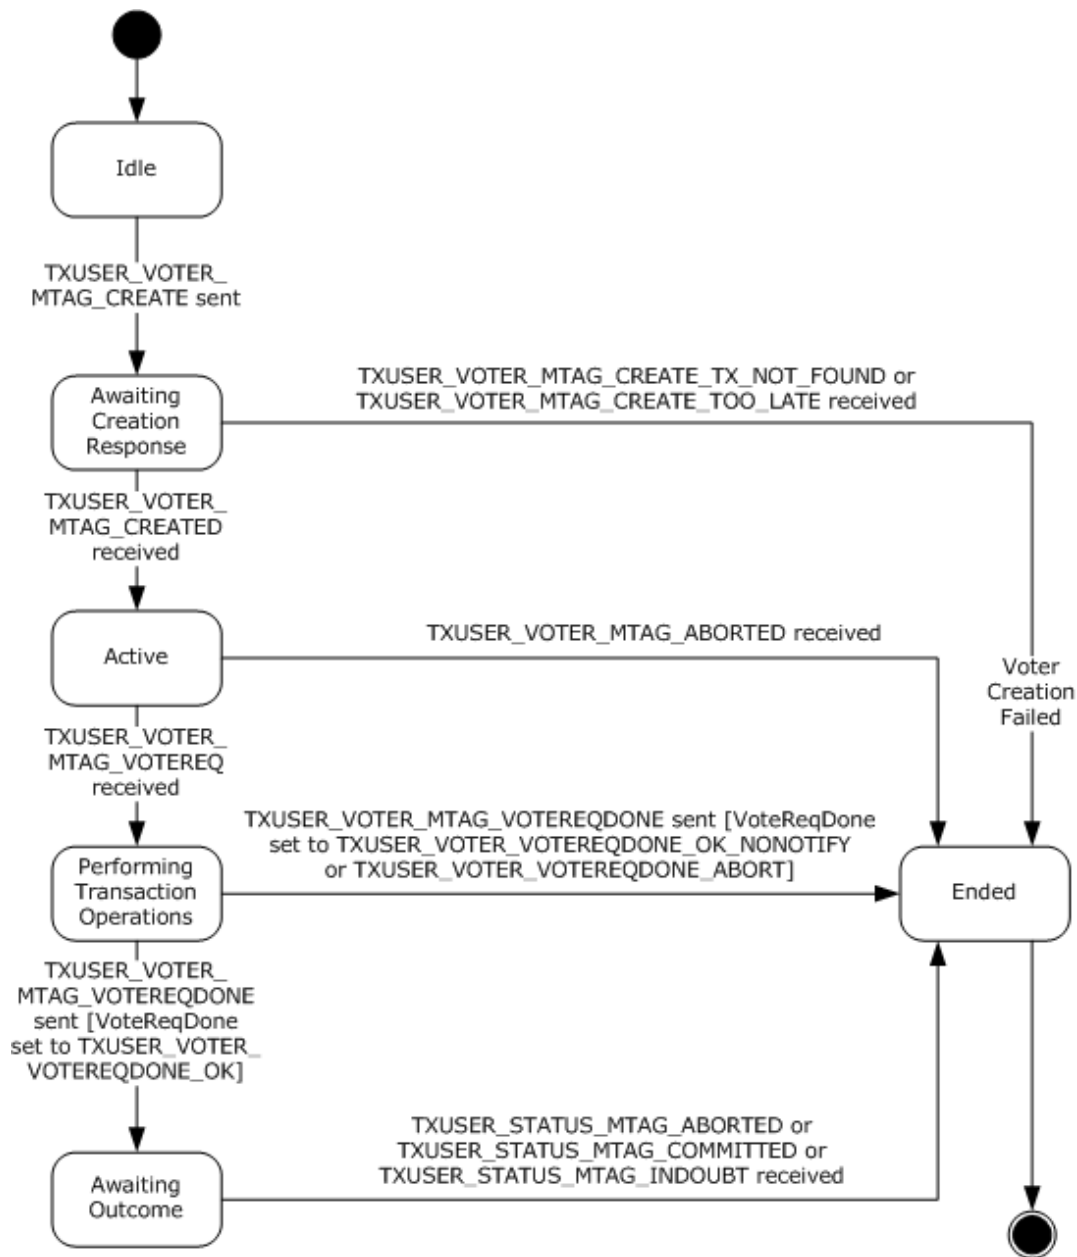 Idle
TXUSER_VOTER_
MTAG_CREATE sent
Awaiting
Creation
Response
TXUSER_VOTER_MTAG_CREATE_TX_NOT_FOUND or
TXUSER_VOTER_MTAG_CREATE_TOO_LATE received
TXUSER_VOTER_
MTAG_CREATED
received
Active
TXUSER_VOTER_MTAG_ABORTED received
Voter
Creation
Failed
TXUSER_VOTER_
MTAG_VOTEREQ
received
Performing
Transaction
Operations
TXUSER_VOTER_MTAG_VOTEREQDONE sent [VoteReqDone
set to TXUSER_VOTER_VOTEREQDONE_OK_NONOTIFY
or TXUSER_VOTER_VOTEREQDONE_ABORT]
Ended
TXUSER_VOTER_
MTAG_VOTEREQDONE
sent [VoteReqDone
set to TXUSER_VOTER_
VOTEREQDONE_OK]
TXUSER_STATUS_MTAG_ABORTED or
TXUSER_STATUS_MTAG_COMMITTED or
TXUSER_STATUS_MTAG_INDOUBT received
Awaiting
Outcome